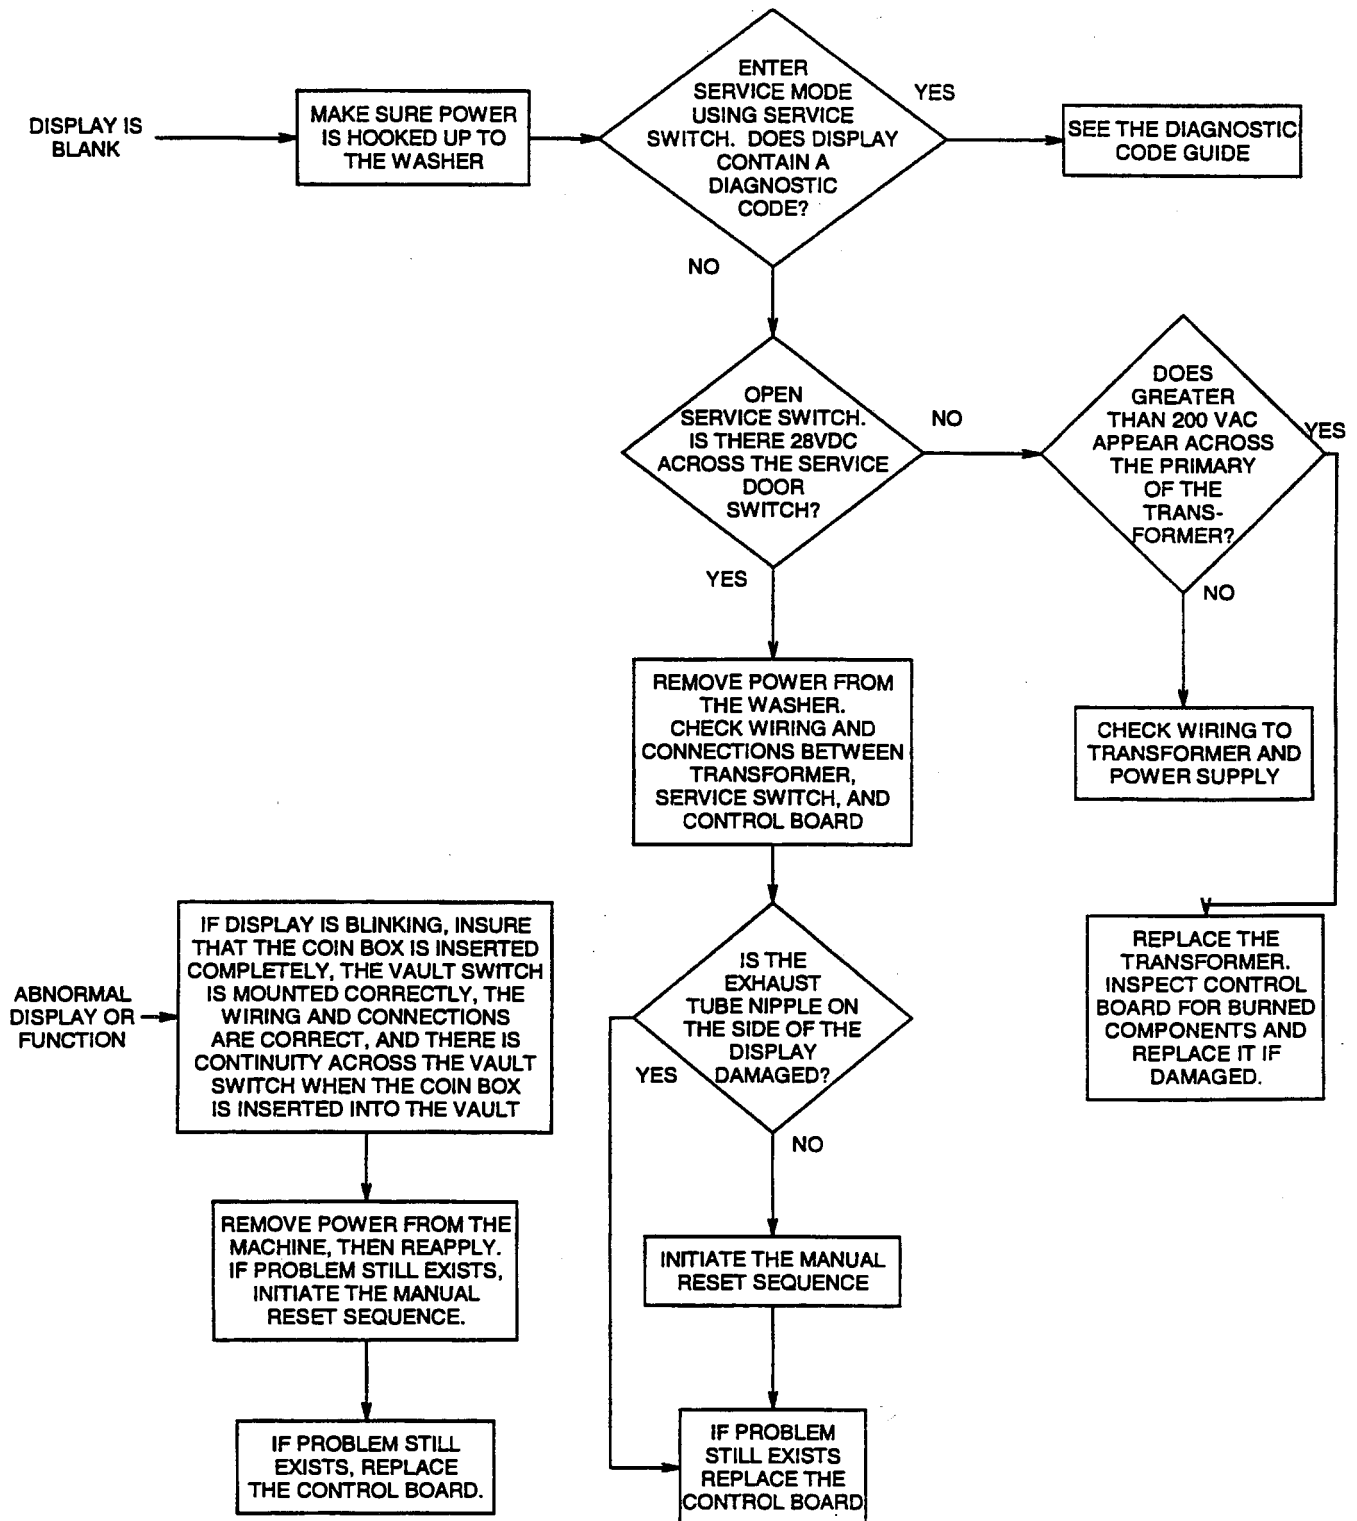 DISPLAY IS
BLANK
MAKE SURE POWER
IS HOOKED UP TO
THE WASHER
ENTER
SERVICE MODE
USING SERVICE
SWITCH. DOES DISPLAY
CONTAIN A
DIAGNOSTIC
CODE?
YES
SEE THE DIAGNOSTIC
CODE GUIDE
NO
OPEN
SERVICE SWITCH.
IS THERE 28VDC
ACROSS THE SERVICE
DOOR
SWITCH?
NO
DOES
GREATER
THAN 200 VAC
APPEAR ACROSS
THE PRIMARY
OF THE
TRANS-
FORMER?
YES
YES
NO
REMOVE POWER FROM
THE WASHER.
CHECK WIRING AND
CONNECTIONS BETWEEN
TRANSFORMER,
SERVICE SWITCH, AND
CONTROL BOARD
CHECK WIRING TO
TRANSFORMER AND
POWER SUPPLY
REPLACE THE
TRANSFORMER.
INSPECT CONTROL
BOARD FOR BURNED
COMPONENTS AND
REPLACE IT IF
DAMAGED.
IS THE
EXHAUST
TUBE NIPPLE ON
THE SIDE OF THE
DISPLAY
DAMAGED?
YES
NO
INITIATE THE MANUAL
RESET SEQUENCE
IF PROBLEM
STILL EXISTS
REPLACE THE
CONTROL BOARD
ABNORMAL
DISPLAY OR
FUNCTION
IF DISPLAY IS BLINKING, INSURE
THAT THE COIN BOX IS INSERTED
COMPLETELY, THE VAULT SWITCH
IS MOUNTED CORRECTLY, THE
WIRING AND CONNECTIONS
ARE CORRECT, AND THERE IS
CONTINUITY ACROSS THE VAULT
SWITCH WHEN THE COIN BOX
IS INSERTED INTO THE VAULT
REMOVE POWER FROM THE
MACHINE, THEN REAPPLY.
IF PROBLEM STILL EXISTS,
INITIATE THE MANUAL
RESET SEQUENCE.
IF PROBLEM STILL
EXISTS, REPLACE
THE CONTROL BOARD.